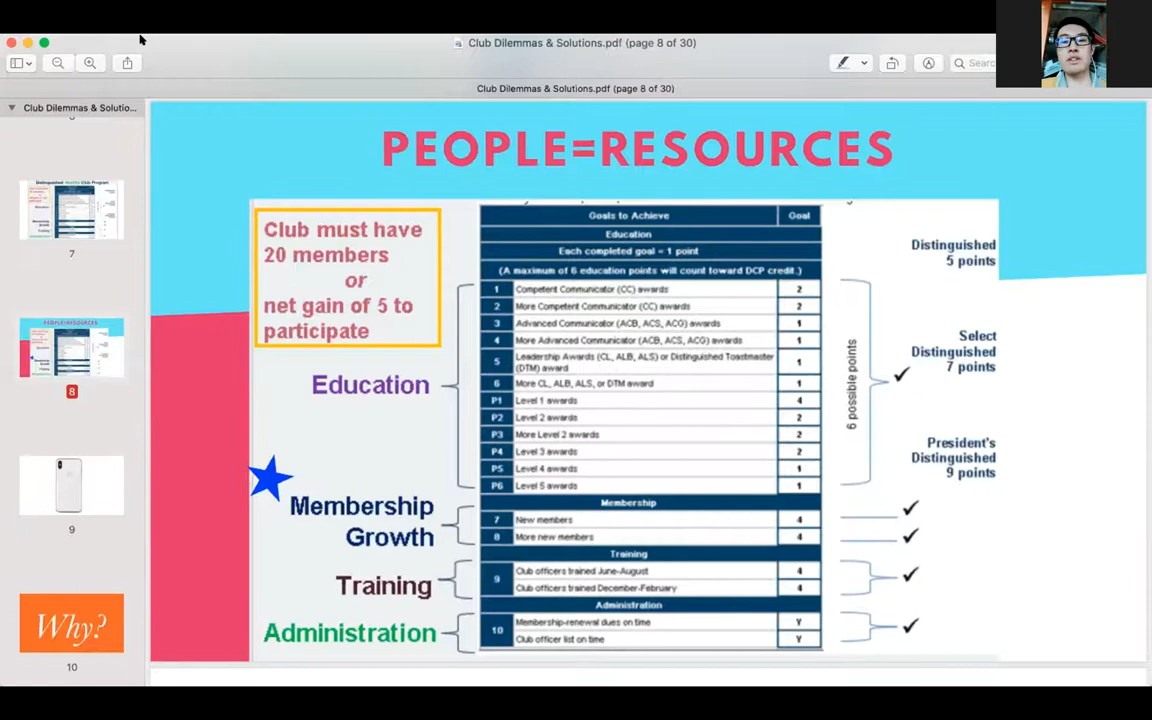 Club Dilemmas & Solutions.pdf (page 8 of 30)
Search
Club Dilemmas & Solutions.pdf (page 8 of 30)
Club Dilemmas & Solutio...
7
8
9
Why?
10
PEOPLE=RESOURCES
Club must have
20 members
or
net gain of 5 to
participate
Education
Membership
Growth
Training
Administration
Goals to Achieve Goal
Education
Each completed goal = 1 point
(A maximum of 6 education points will count toward DCP credit.)
1 Competent Communicator (CC) awards 2
2 More Competent Communicator (CC) awards 2
3 Advanced Communicator (ACB, ACS, ACG) awards 1
4 More Advanced Communicator (ACB, ACS, ACG) awards 1
5 Leadership Awards (CL, ALB, ALS) or Distinguished Toastmaster
(DTM) award 1
6 More CL, ALB, ALS, or DTM award 1
P1 Level 1 awards 4
P2 Level 2 awards 2
P3 More Level 2 awards 2
P4 Level 3 awards 2
P5 Level 4 awards 1
P6 Level 5 awards 1
Membership
7 New members 4
8 More new members 4
Training
9 Club officers trained June-August 4
Club officers trained December-February 4
Administration
10 Membership-renewal dues on time Y
Club officer list on time Y
6 possible points
Distinguished
5 points
Select
Distinguished
7 points
President's
Distinguished
9 points